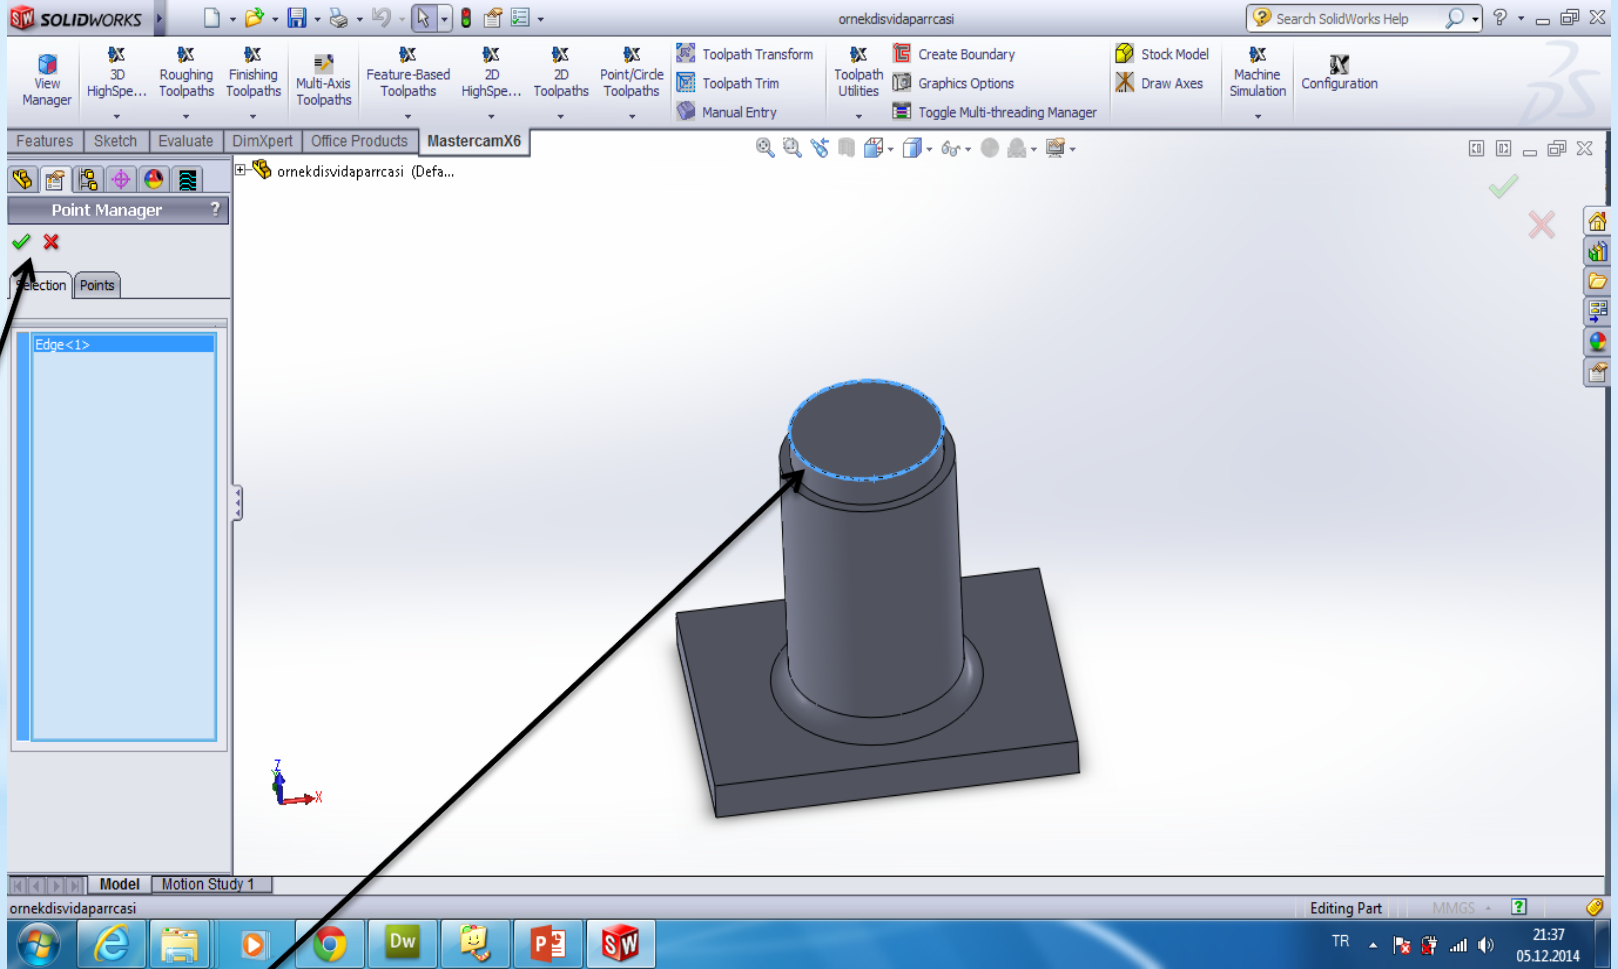 SOLIDWORKS
ornekdisvidaparrcasi
Search SolidWorks Help
View Manager
3D HighSpe...
Roughing Toolpaths
Finishing Toolpaths
Multi-Axis Toolpaths
Feature-Based Toolpaths
2D HighSpe...
2D Toolpaths
Point/Circle Toolpaths
Toolpath Transform
Toolpath Trim
Manual Entry
Toolpath Utilities
Create Boundary
Graphics Options
Toggle Multi-threading Manager
Stock Model
Draw Axes
Machine Simulation
Configuration
Features
Sketch
Evaluate
DimXpert
Office Products
MastercamX6
ornekdisvidaparrcasi (Defa...
Point Manager ?
Selection
Points
Edge<1>
Z
X
Model
Motion Study 1
ornekdisvidaparrcasi
Editing Part
MMGS
Dw
SW
TR
21:37
05.12.2014